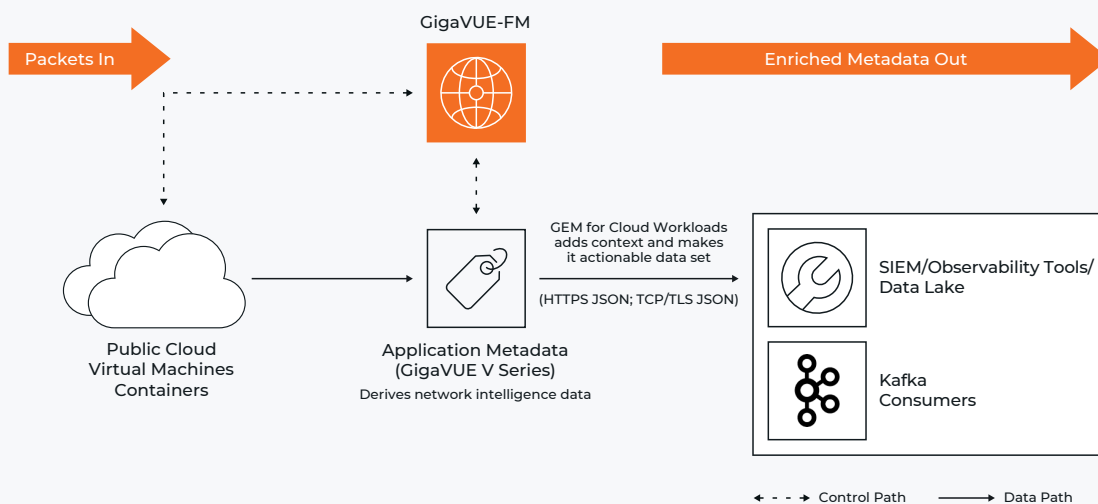 GigaVUE-FM
Packets In
Enriched Metadata Out
GEM for Cloud Workloads
adds context and makes
it actionable data set
(HTTPS JSON; TCP/TLS JSON)
SIEM/Observability Tools/
Data Lake
Public Cloud
Virtual Machines
Containers
Application Metadata
(GigaVUE V Series)
Derives network intelligence data
Kafka
Consumers
Control Path
Data Path